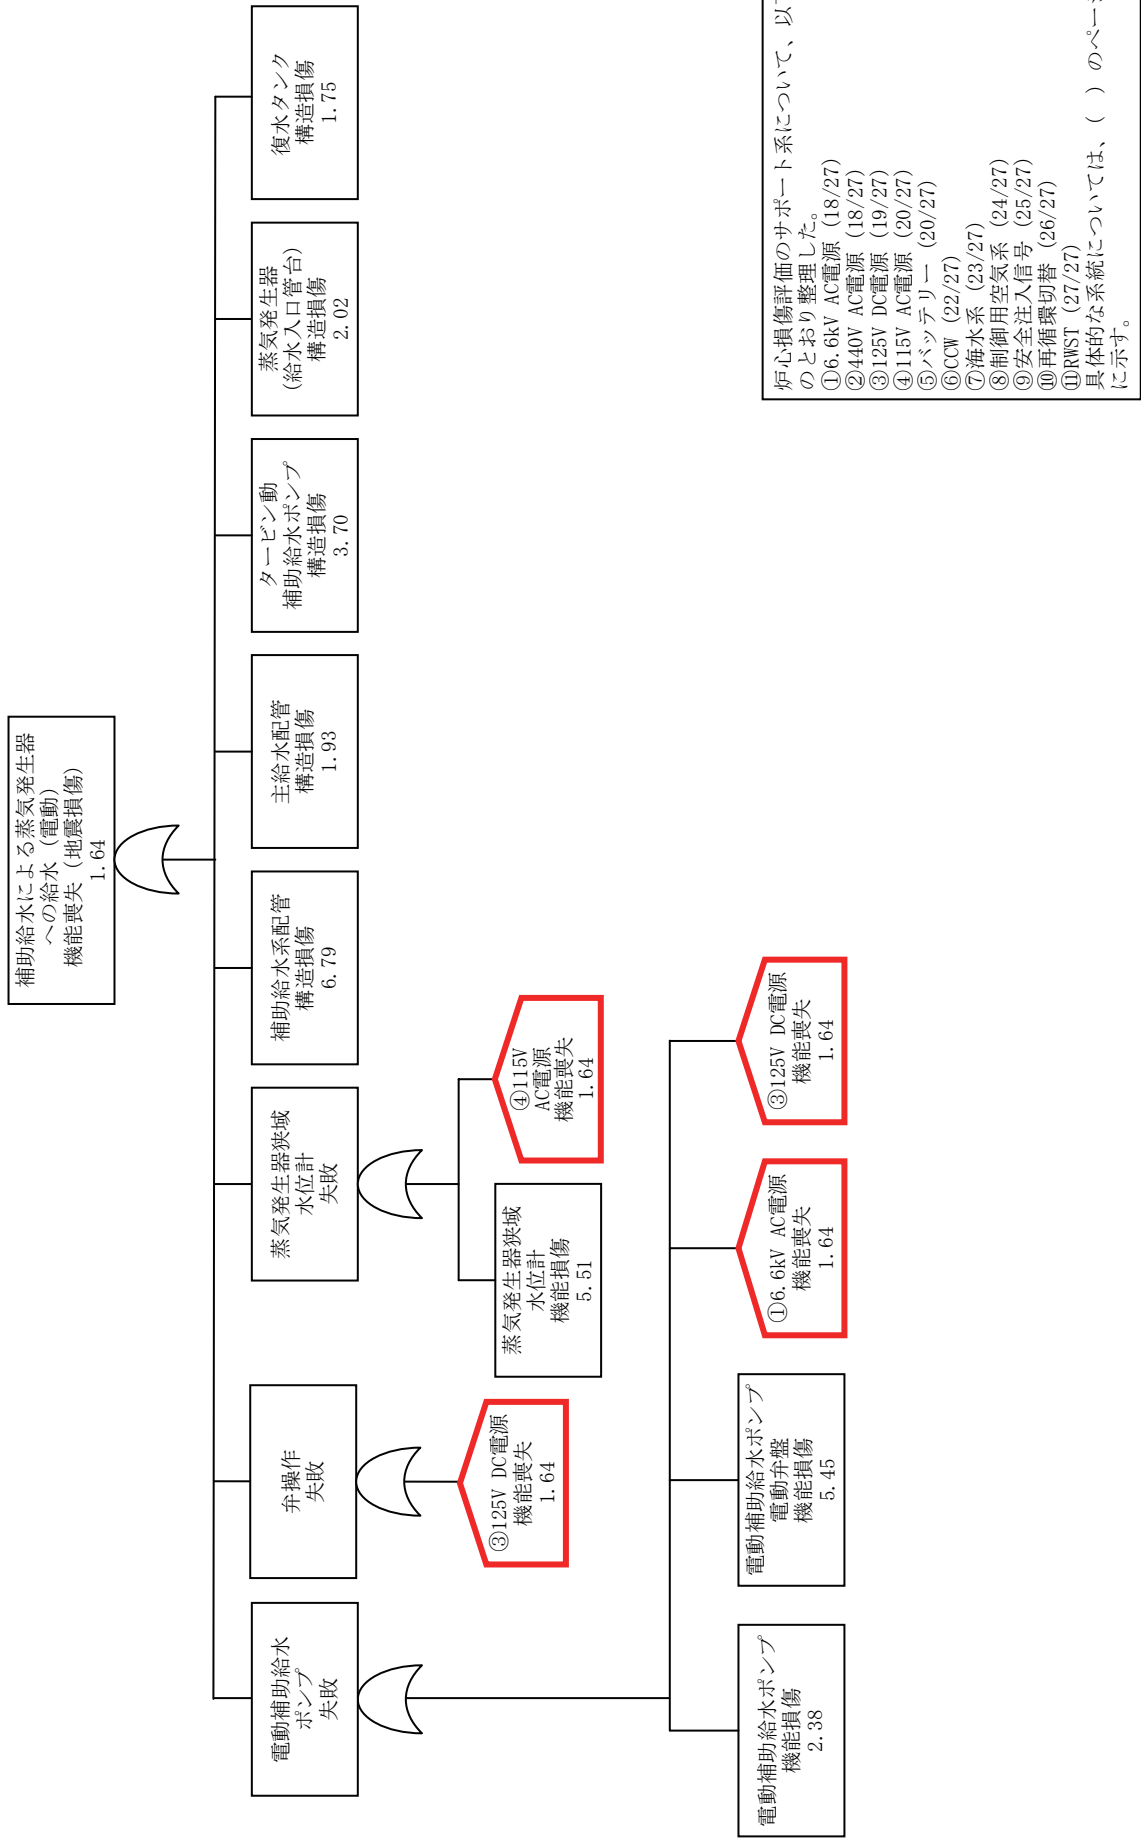 補助給水による蒸気発生器
への給水（電動）
機能喪失（地震損傷）
1.64
電動補助給水
ポンプ
失敗
弁操作
失敗
蒸気発生器狭域
水位計
失敗
補助給水系配管
構造損傷
6.79
主給水配管
構造損傷
1.93
タービン動
補助給水ポンプ
構造損傷
3.70
蒸気発生器
(給水入口管台)
構造損傷
2.02
復水タンク
構造損傷
1.75
③125V DC電源
機能喪失
1.64
蒸気発生器狭域
水位計
機能損傷
5.51
④115V
AC電源
機能喪失
1.64
電動補助給水ポンプ
機能損傷
2.38
電動補助給水ポンプ
電動弁盤
機能損傷
5.45
①6.6kV AC電源
機能喪失
1.64
③125V DC電源
機能喪失
1.64
炉心損傷評価のサポート系について、以下
のとおり整理した。
①6.6kV AC電源 (18/27)
②440V AC電源 (18/27)
③125V DC電源 (19/27)
④115V AC電源 (20/27)
⑤バッテリー (20/27)
⑥CCW (22/27)
⑦海水系 (23/27)
⑧制御用空気系 (24/27)
⑨安全注入信号 (25/27)
⑩再循環切替 (26/27)
⑪RWST (27/27)
具体的な系統については、( ) のページ
に示す。